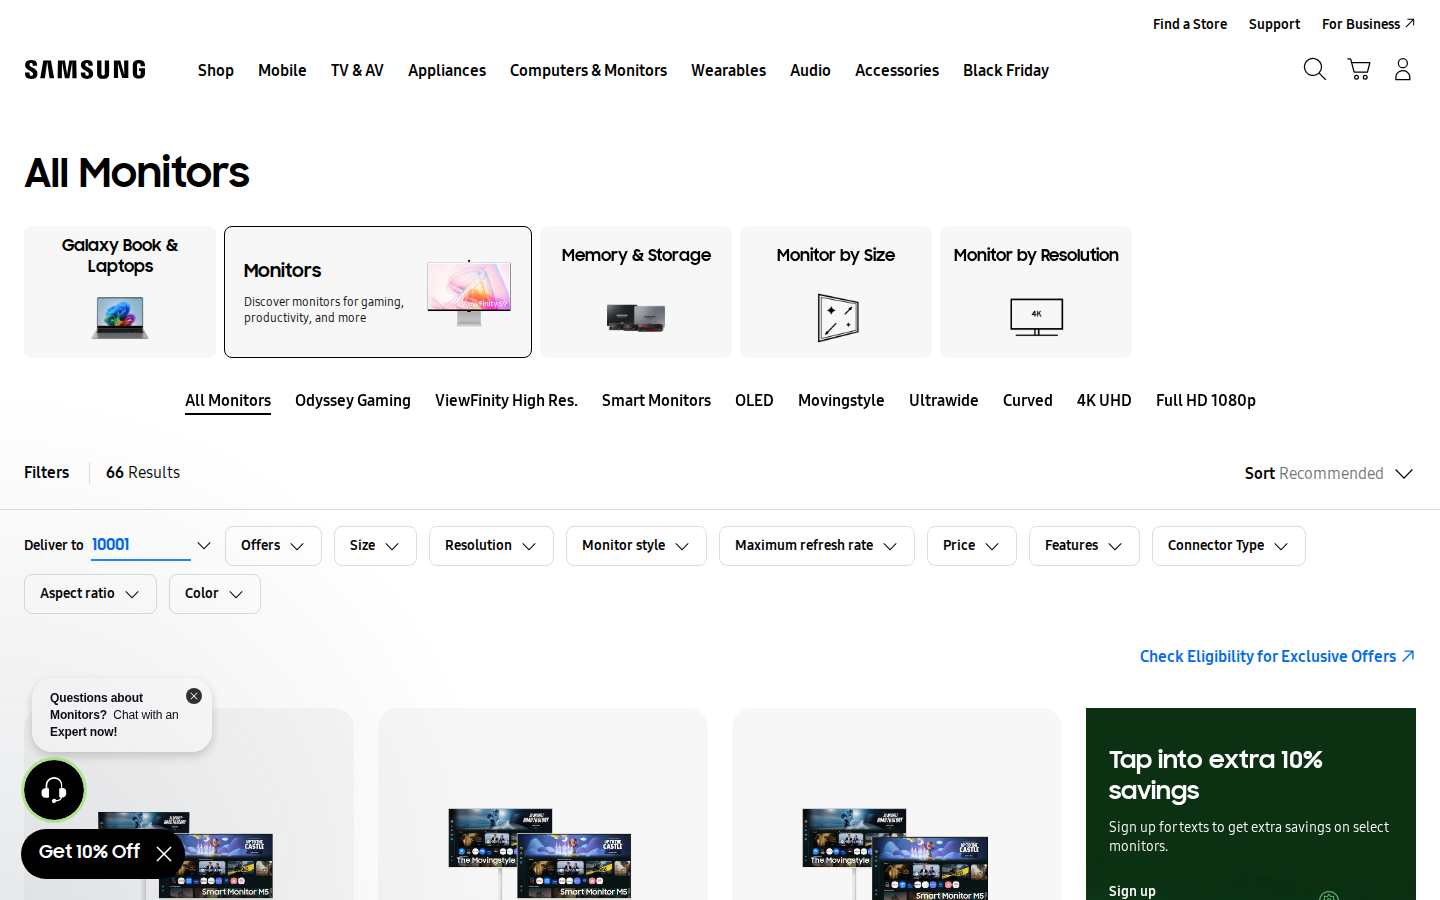 Find a Store Support For Business
SAMSUNG Shop Mobile TV & AV Appliances Computers & Monitors Wearables Audio Accessories Black Friday
All Monitors
Galaxy Book &
Laptops
Monitors
Discover monitors for gaming,
productivity, and more
ViewFinity S9
Memory & Storage
Monitor by Size
Monitor by Resolution
4K
All Monitors Odyssey Gaming ViewFinity High Res. Smart Monitors OLED Movingstyle Ultrawide Curved 4K UHD Full HD 1080p
Filters 66 Results Sort Recommended
Deliver to 10001 Offers Size Resolution Monitor style Maximum refresh rate Price Features Connector Type
Aspect ratio Color
Check Eligibility for Exclusive Offers
Questions about
Monitors? Chat with an
Expert now!
Get 10% Off
Smart Monitor M5
The Movingstyle
Smart Monitor M5
The Movingstyle
Smart Monitor M5
Tap into extra 10%
savings
Sign up for texts to get extra savings on select
monitors.
Sign up